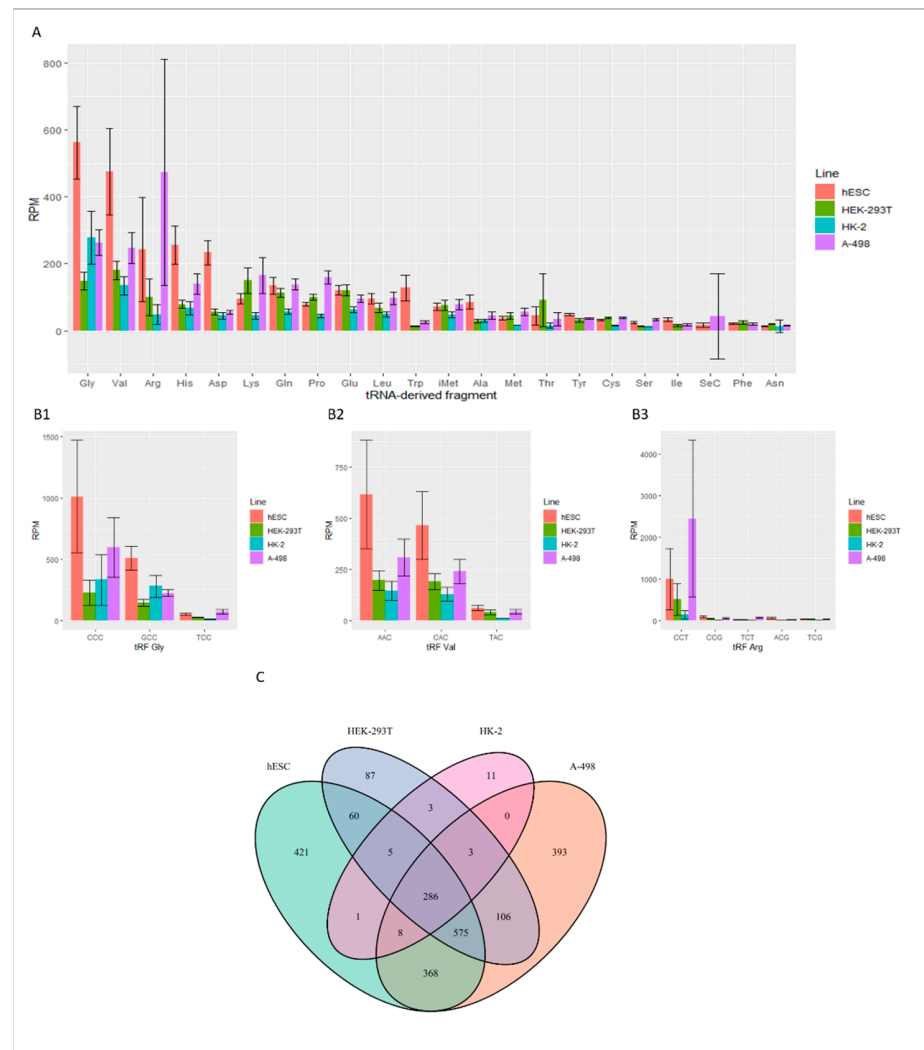 A
800
600
400
200
0
RPM
Gly Val Arg His Asp Lys Gln Pro Glu Leu Trp iMet Ala Met Thr Tyr Cys Ser Ile SeC Phe Asn
tRNA-derived fragment
Line
hESC
HEK-293T
HK-2
A-498
B1
1500
1000
500
0
RPM
CCC GCC TCC
tRF Gly
Line
hESC
HEK-293T
HK-2
A-498
B2
750
500
250
0
RPM
AAC CAC TAC
tRF Val
Line
hESC
HEK-293T
HK-2
A-498
B3
4000
3000
2000
1000
0
RPM
CCT CCG TCT ACG TCG
tRF Arg
Line
hESC
HEK-293T
HK-2
A-498
C
HEK-293T HK-2
hESC A-498
87 11
60 3 0
421 5 3 393
286
1 106
8 575
368